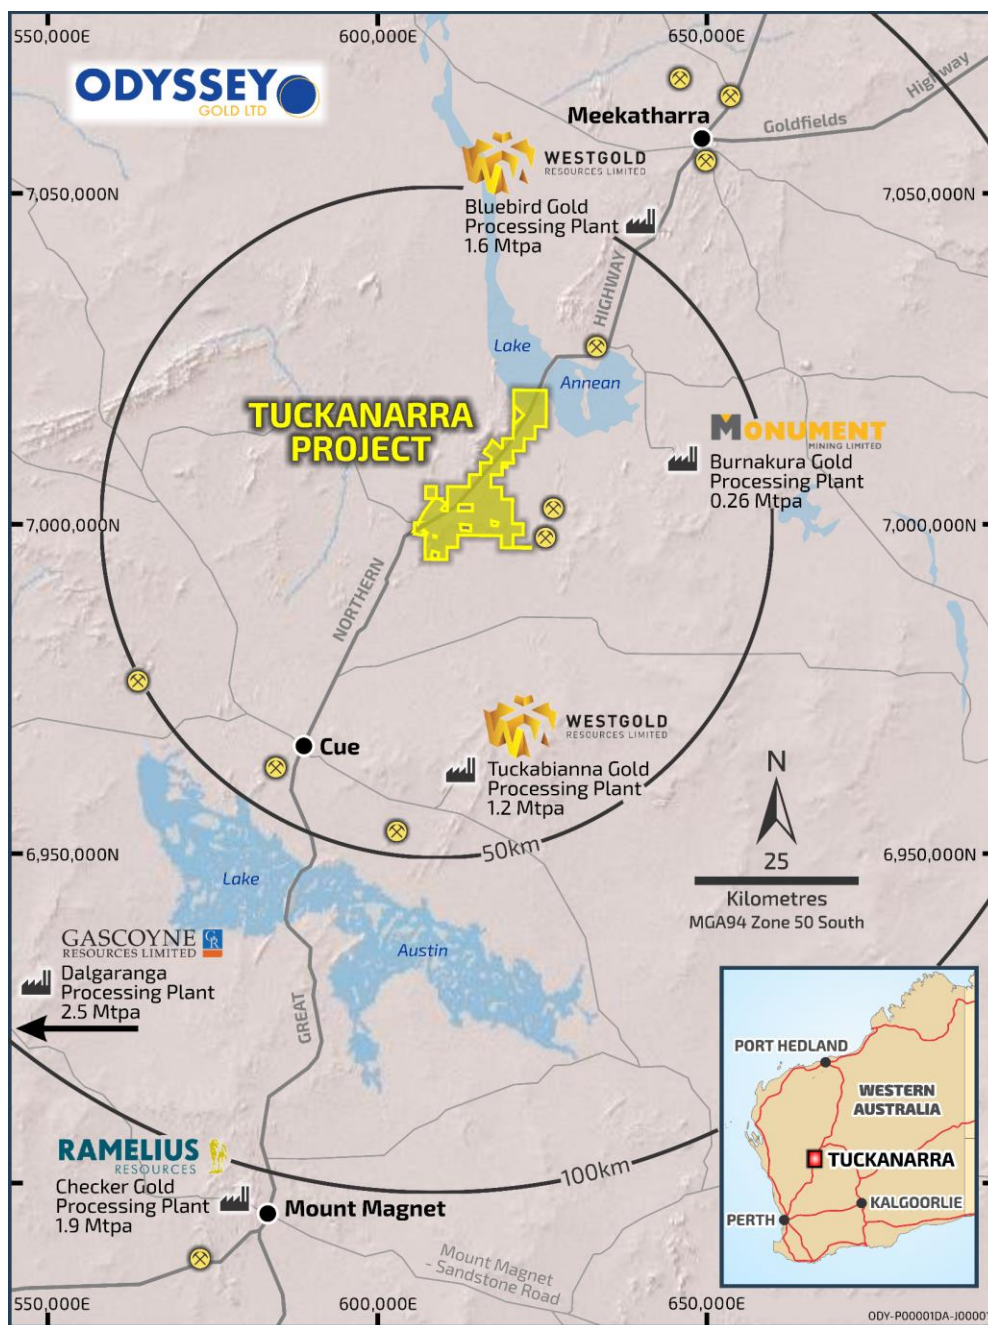 550,000E
600,000E
650,000E
ODYSSEY
GOLD LTD
Meekatharra
Goldfields
Highway
WESTGOLD
RESOURCES LIMITED
Bluebird Gold
Processing Plant
1.6 Mtpa
7,050,000N
7,050,000N
HIGHWAY
Lake
Annean
TUCKANARRA
PROJECT
MONUMENT
MINING LIMITED
Burnakura Gold
Processing Plant
0.26 Mtpa
7,000,000N
7,000,000N
NORTHERN
WESTGOLD
RESOURCES LIMITED
Cue
Tuckabianna Gold
Processing Plant
1.2 Mtpa
N
50km
6,950,000N
6,950,000N
25
Kilometres
MGA94 Zone 50 South
Lake
Austin
GASCOYNE
RESOURCES LIMITED
GR
Dalgaranga
Processing Plant
2.5 Mtpa
GREAT
PORT HEDLAND
WESTERN
AUSTRALIA
TUCKANARRA
KALGOORLIE
PERTH
RAMELIUS
RESOURCES
Checker Gold
Processing Plant
1.9 Mtpa
100km
Mount Magnet
Mount Magnet
- Sandstone Road
550,000E
600,000E
650,000E